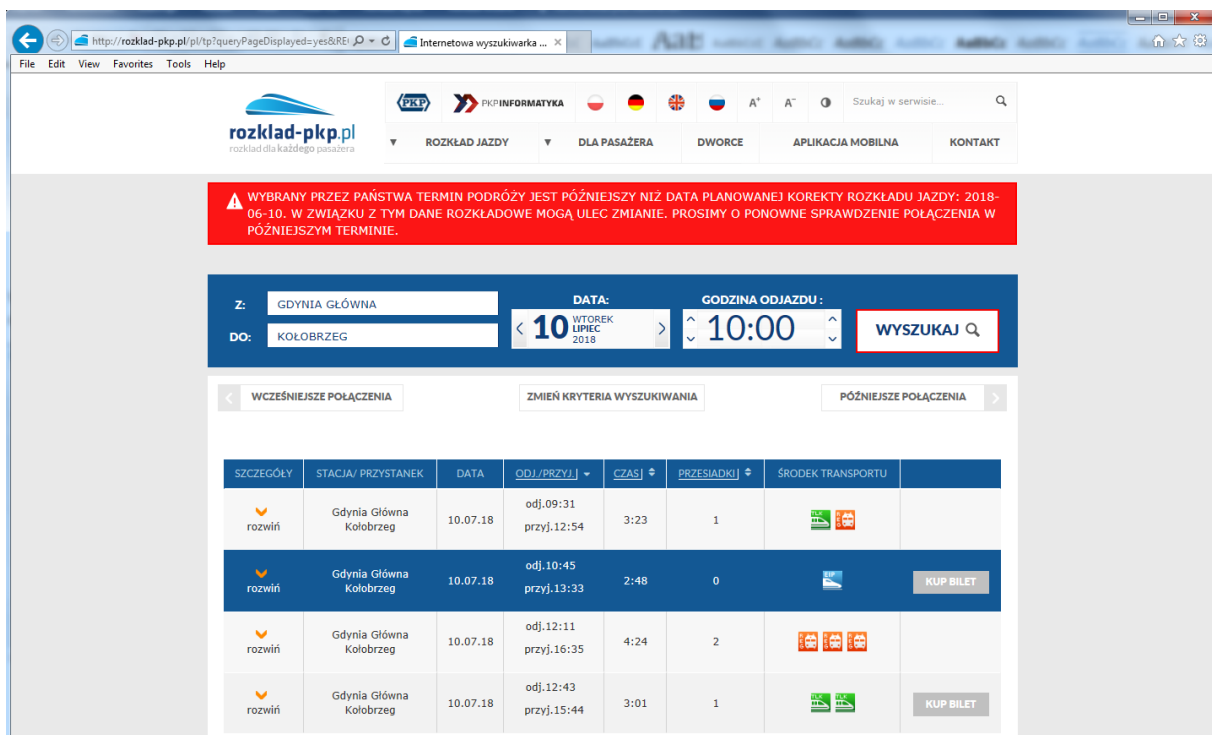 http://rozklad-pkp.pl/pl/tp?queryPageDisplayed=yes&RE
Internetowa wyszukiwarka ...
File Edit View Favorites Tools Help
PKP
PKPINFORMATYKA
A+ A-
Szukaj w serwisie...
rozklad-pkp.pl
rozkład dla każdego pasażera
ROZKŁAD JAZDY DLA PASAŻERA DWORCE APLIKACJA MOBILNA KONTAKT
WYBRANY PRZEZ PAŃSTWA TERMIN PODRÓŻY JEST PÓŹNIEJSZY NIŻ DATA PLANOWANEJ KOREKTY ROZKŁADU JAZDY: 2018-
06-10. W ZWIĄZKU Z TYM DANE ROZKŁADOWE MOGĄ ULEC ZMIANIE. PROSIMY O PONOWNE SPRAWDZENIE POŁĄCZENIA W
PÓŹNIEJSZYM TERMINIE.
Z: GDYNIA GŁÓWNA
DO: KOŁOBRZEG
DATA:
10 WTOREK
LIPIEC
2018
GODZINA ODJAZDU :
10:00
WYSZUKAJ
WCZEŚNIEJSZE POŁĄCZENIA ZMIEŃ KRYTERIA WYSZUKIWANIA PÓŹNIEJSZE POŁĄCZENIA
SZCZEGÓŁY STACJA/ PRZYSTANEK DATA ODJ./PRZYJ. CZAS PRZESIADKI ŚRODEK TRANSPORTU
rozwiń
Gdynia Główna
Kołobrzeg
10.07.18
odj.09:31
przyj.12:54
3:23
1
TLK
rozwiń
Gdynia Główna
Kołobrzeg
10.07.18
odj.10:45
przyj.13:33
2:48
0
EIP
KUP BILET
rozwiń
Gdynia Główna
Kołobrzeg
10.07.18
odj.12:11
przyj.16:35
4:24
2
rozwiń
Gdynia Główna
Kołobrzeg
10.07.18
odj.12:43
przyj.15:44
3:01
1
TLK TLK
KUP BILET